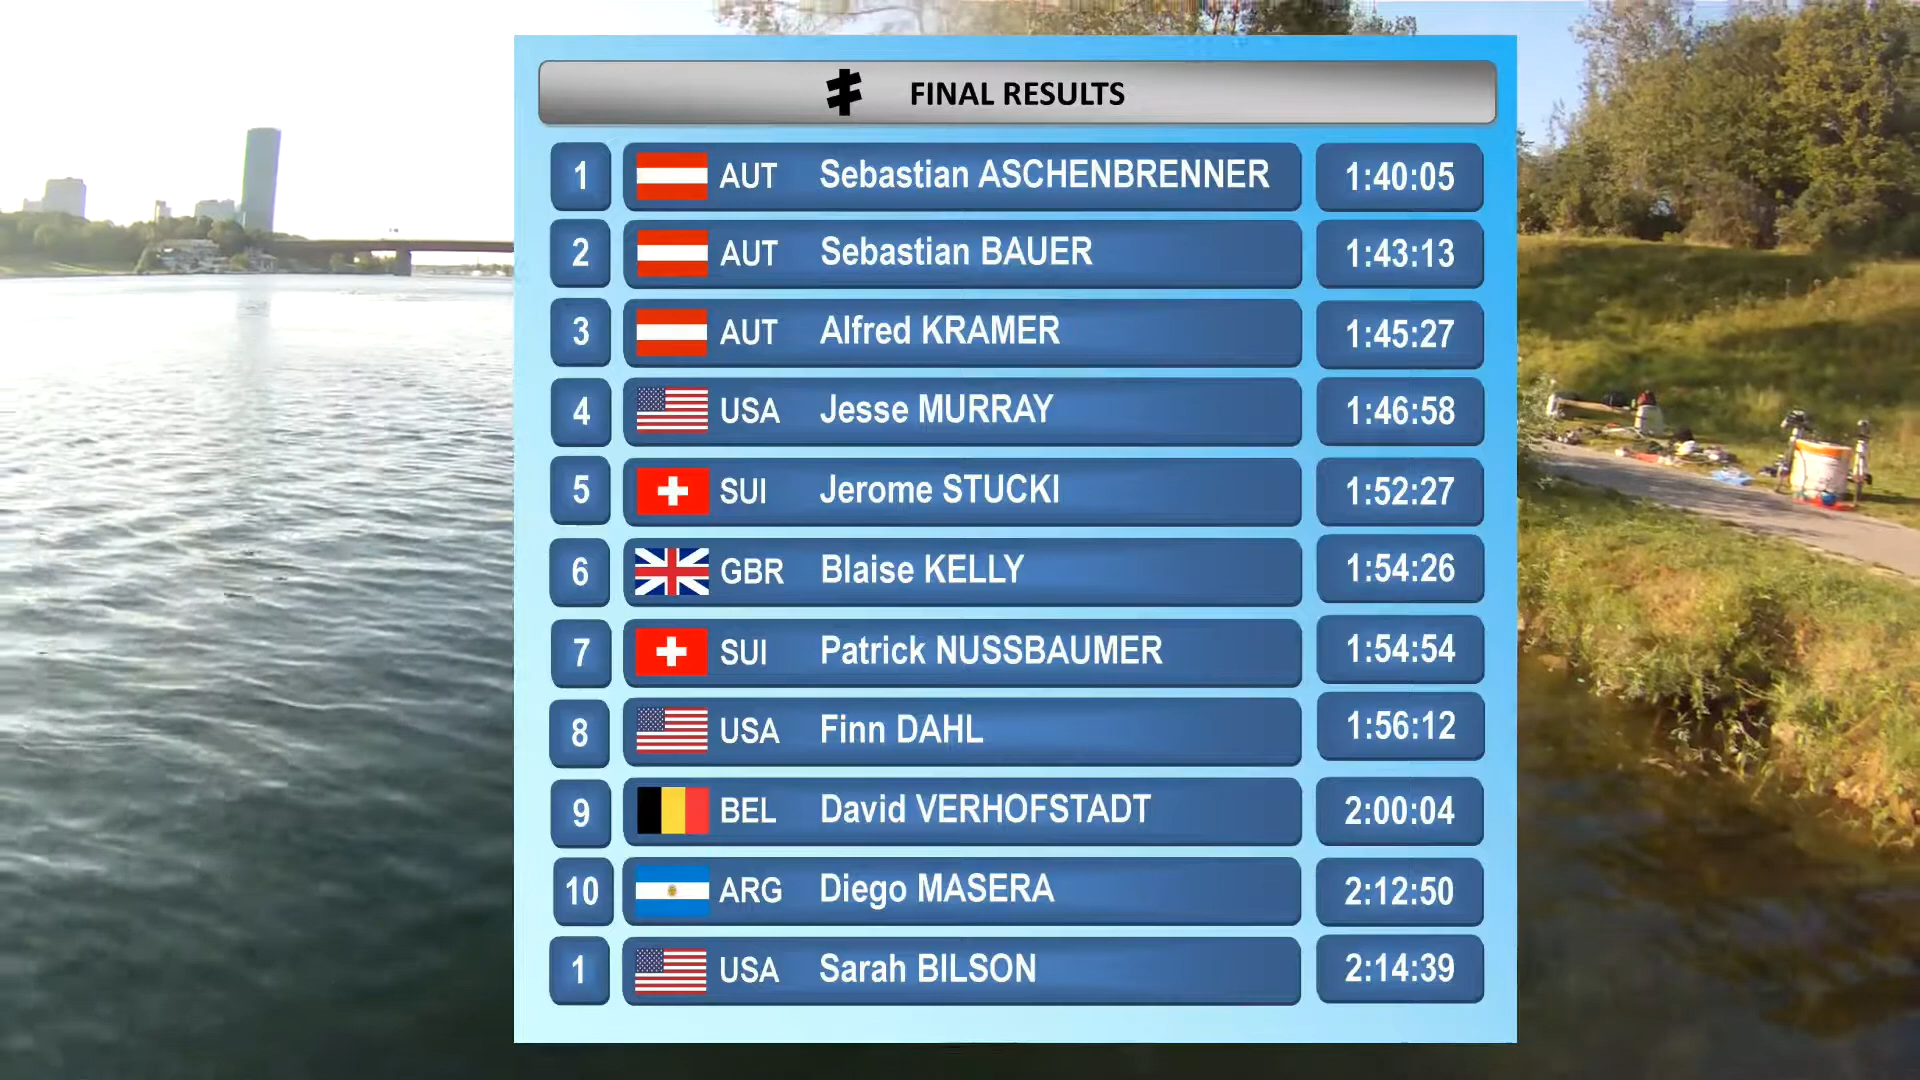 FINAL RESULTS
1 AUT Sebastian ASCHENBRENNER 1:40:05
2 AUT Sebastian BAUER 1:43:13
3 AUT Alfred KRAMER 1:45:27
4 USA Jesse MURRAY 1:46:58
5 SUI Jerome STUCKI 1:52:27
6 GBR Blaise KELLY 1:54:26
7 SUI Patrick NUSSBAUMER 1:54:54
8 USA Finn DAHL 1:56:12
9 BEL David VERHOFSTADT 2:00:04
10 ARG Diego MASERA 2:12:50
1 USA Sarah BILSON 2:14:39